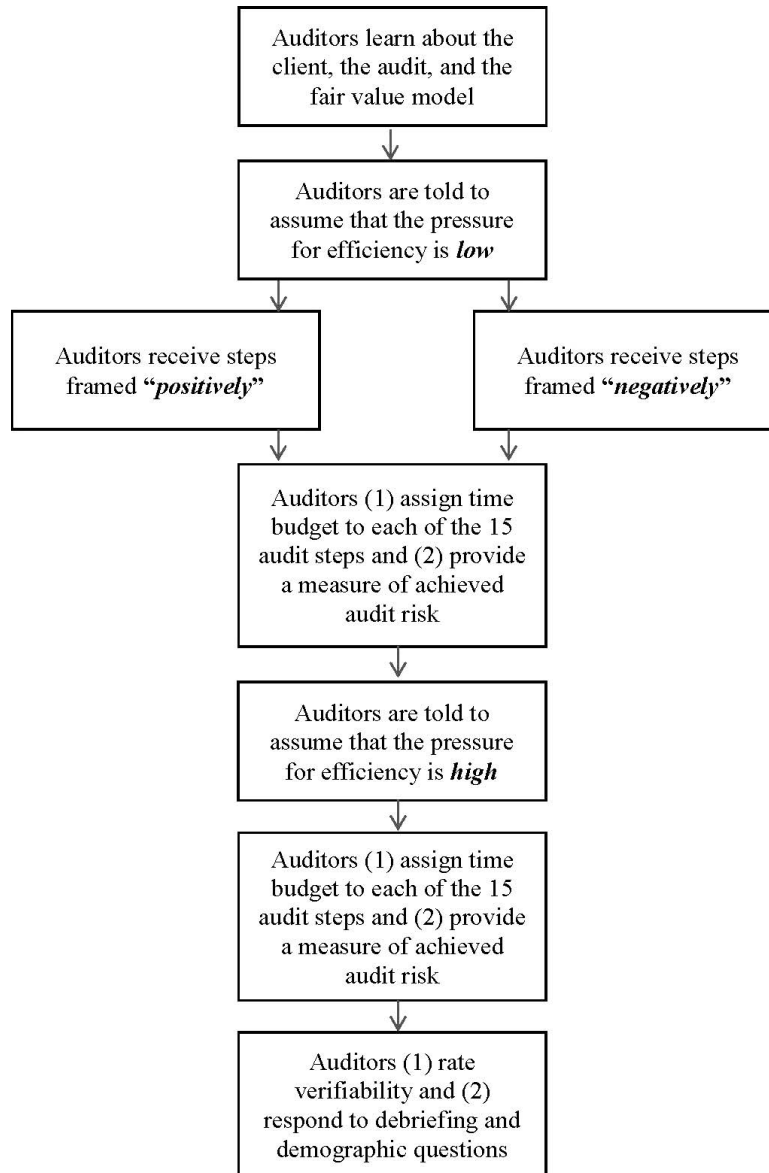 Auditors learn about the
client, the audit, and the
fair value model
Auditors are told to
assume that the pressure
for efficiency is low
Auditors receive steps
framed “positively”
Auditors receive steps
framed “negatively”
Auditors (1) assign time
budget to each of the 15
audit steps and (2) provide
a measure of achieved
audit risk
Auditors are told to
assume that the pressure
for efficiency is high
Auditors (1) assign time
budget to each of the 15
audit steps and (2) provide
a measure of achieved
audit risk
Auditors (1) rate
verifiability and (2)
respond to debriefing and
demographic questions